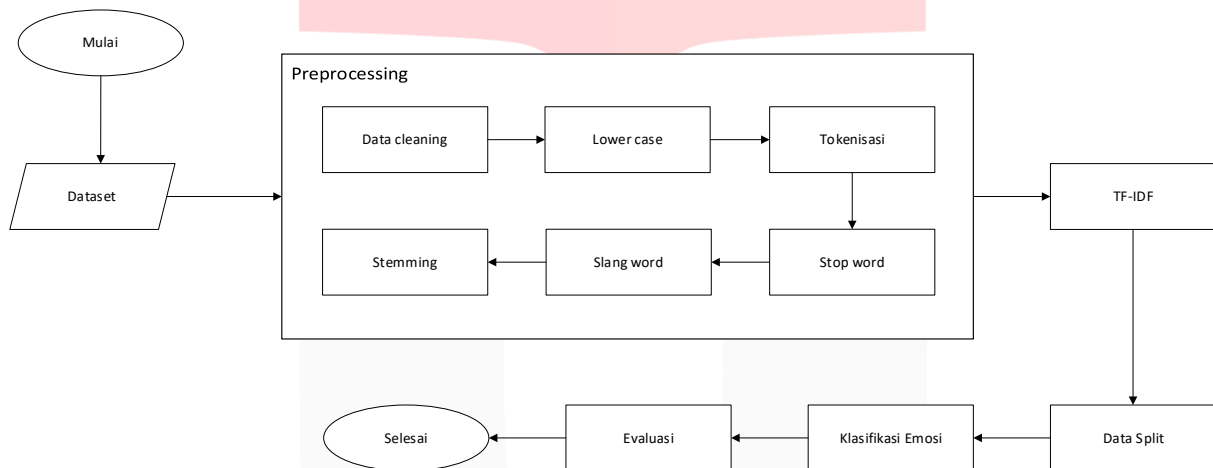 Mulai
Dataset
Preprocessing
Data cleaning
Lower case
Tokenisasi
Stop word
Slang word
Stemming
TF-IDF
Data Split
Klasifikasi Emosi
Evaluasi
Selesai